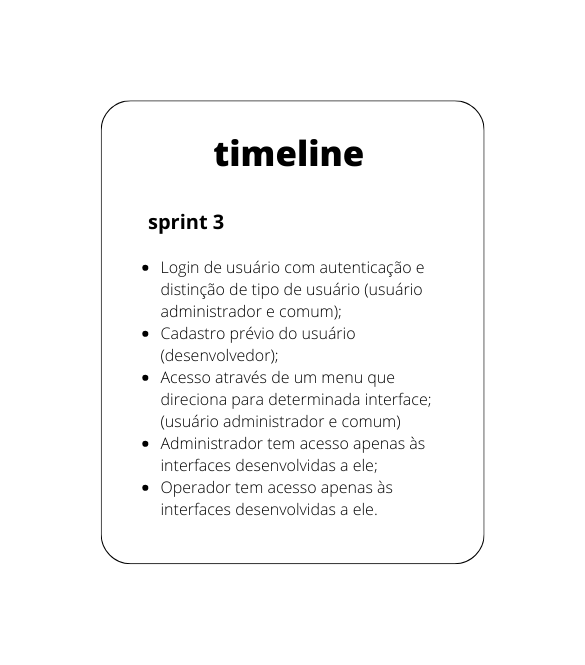 timeline
sprint 3
• Login de usuário com autenticação e
distinção de tipo de usuário (usuário
administrador e comum);
• Cadastro prévio do usuário
(desenvolvedor);
• Acesso através de um menu que
direciona para determinada interface;
(usuário administrador e comum)
• Administrador tem acesso apenas às
interfaces desenvolvidas a ele;
• Operador tem acesso apenas às
interfaces desenvolvidas a ele.